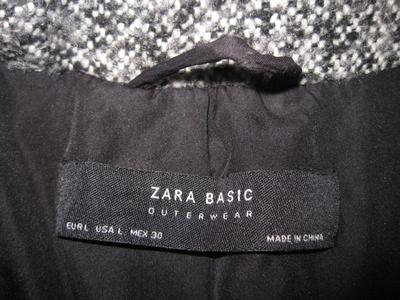 ZARA BASIC
OUTERWEAR
EUR L USA L MEX 30 MADE IN CHINA